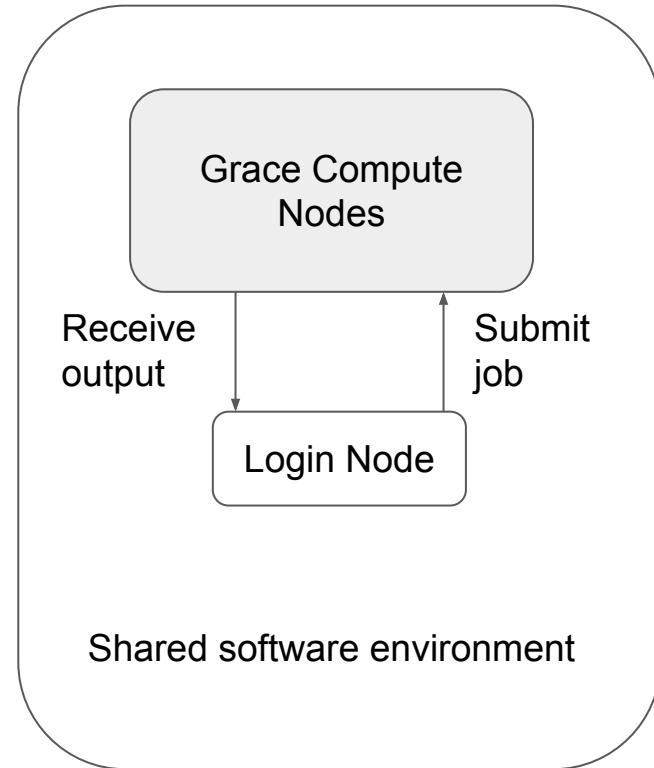 Grace Compute
Nodes
Receive
output
Submit
job
Login Node
Shared software environment